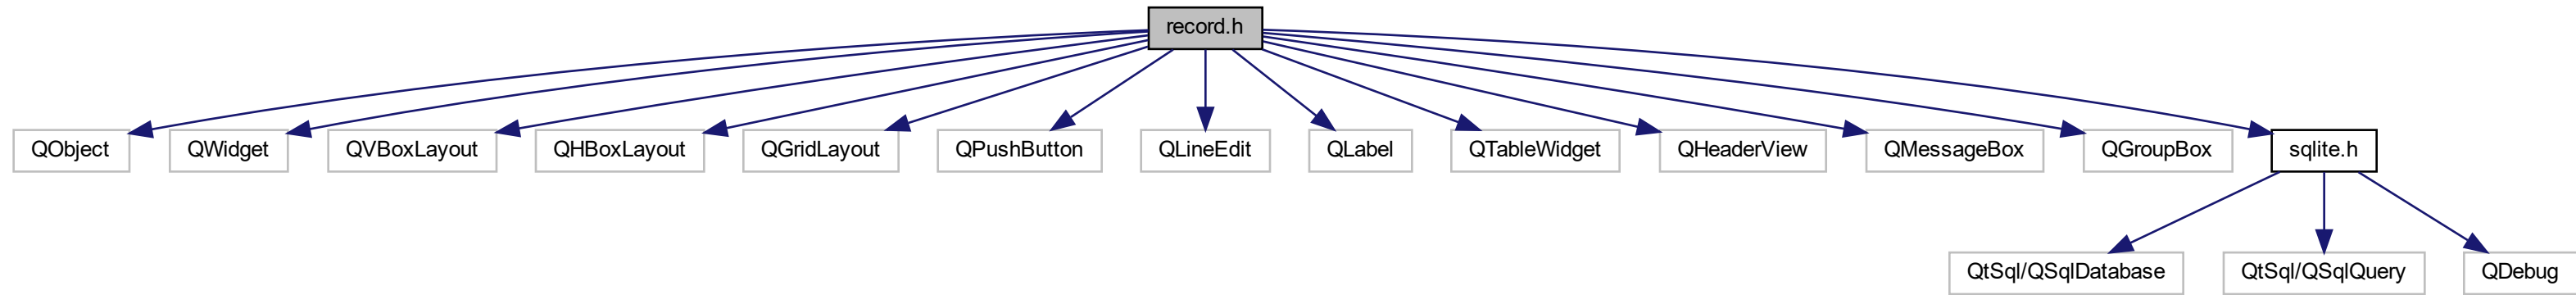 record.h
QObject
QWidget
QVBoxLayout
QHBoxLayout
QGridLayout
QPushButton
QLineEdit
QLabel
QTableWidget
QHeaderView
QMessageBox
QGroupBox
sqlite.h
QtSql/QSqlDatabase
QtSql/QSqlQuery
QDebug